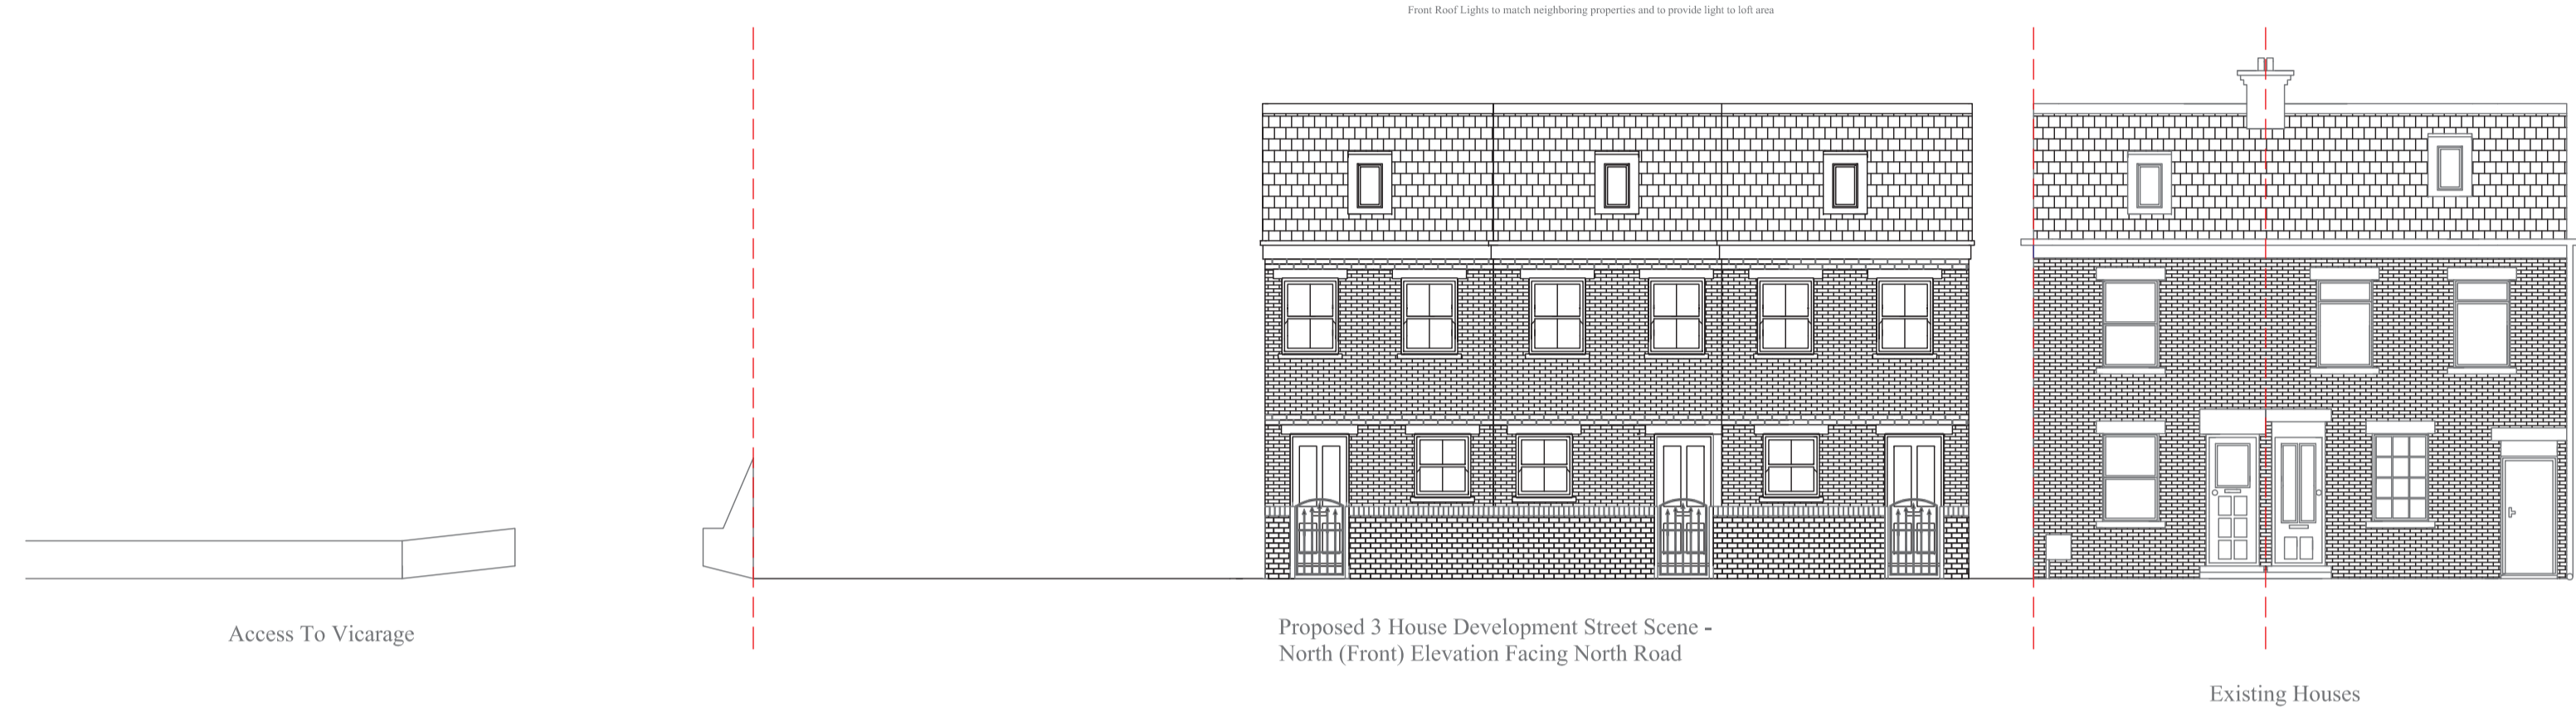 Front Roof Lights to match neighboring properties and to provide light to loft area
Access To Vicarage
Proposed 3 House Development Street Scene -
North (Front) Elevation Facing North Road
Existing Houses